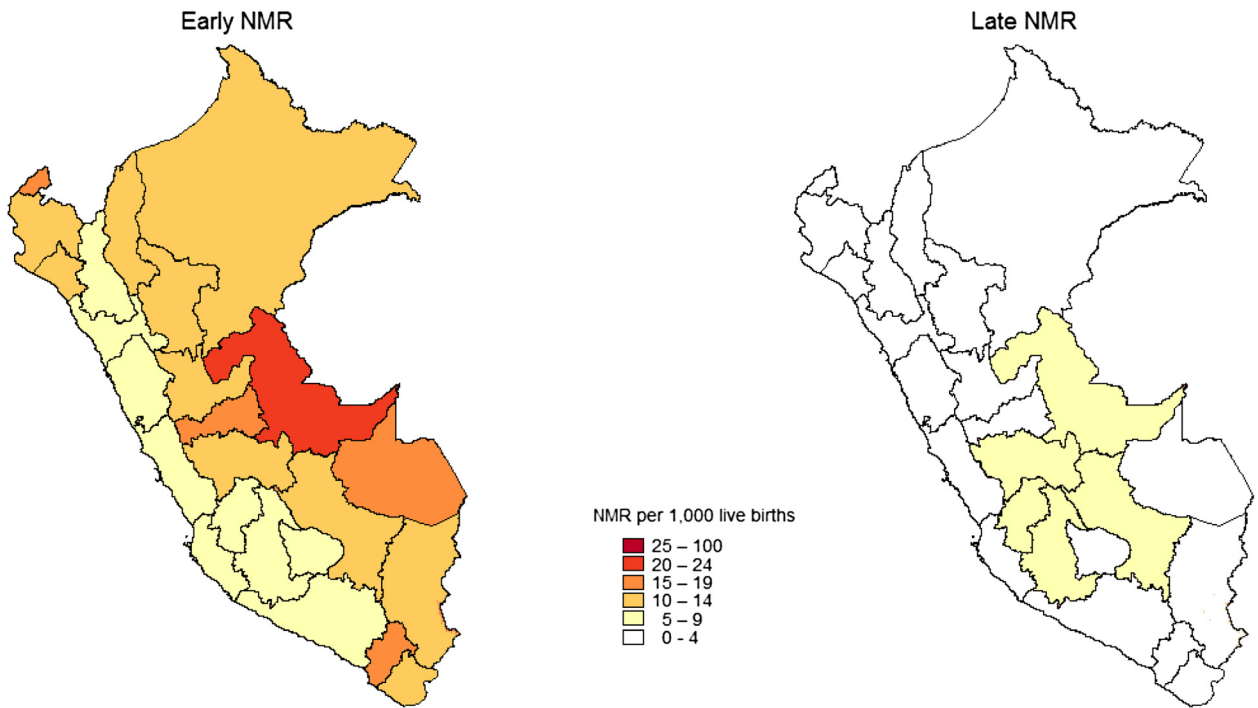 Early NMR
Late NMR
NMR per 1,000 live births
25 – 100
20 – 24
15 – 19
10 – 14
5 – 9
0 - 4